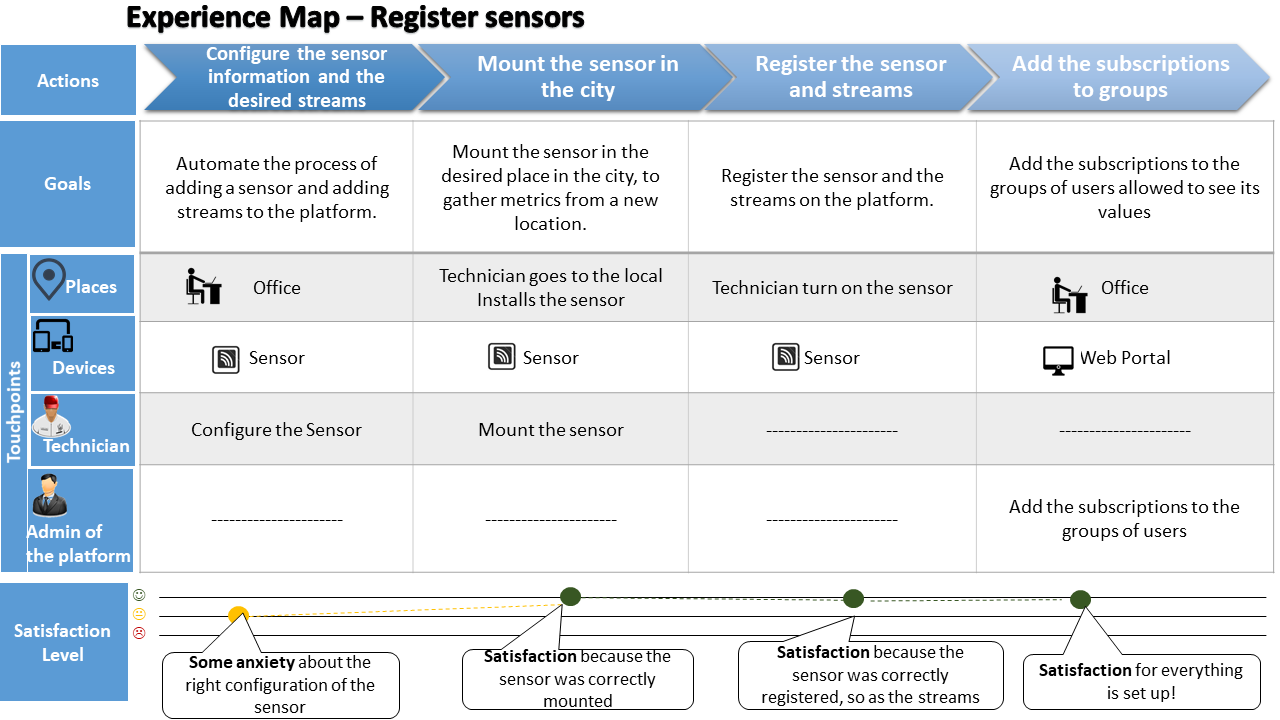 Experience Map – Register sensors
Actions
Configure the sensor
information and the
desired streams
Mount the sensor in
the city
Register the sensor
and streams
Add the subscriptions
to groups
Goals
Automate the process of
adding a sensor and adding
streams to the platform.
Mount the sensor in the
desired place in the city, to
gather metrics from a new
location.
Register the sensor and the
streams on the platform.
Add the subscriptions to the
groups of users allowed to see its
values
Touchpoints
Places
Office
Technician goes to the local
Installs the sensor
Technician turn on the sensor
Office
Devices
Sensor
Sensor
Sensor
Web Portal
Technician
Configure the Sensor
Mount the sensor
----------------------
----------------------
Admin of
the platform
----------------------
----------------------
----------------------
Add the subscriptions to the
groups of users
Satisfaction
Level
Some anxiety about the
right configuration of the
sensor
Satisfaction because the
sensor was correctly
mounted
Satisfaction because the
sensor was correctly
registered, so as the streams
Satisfaction for everything
is set up!